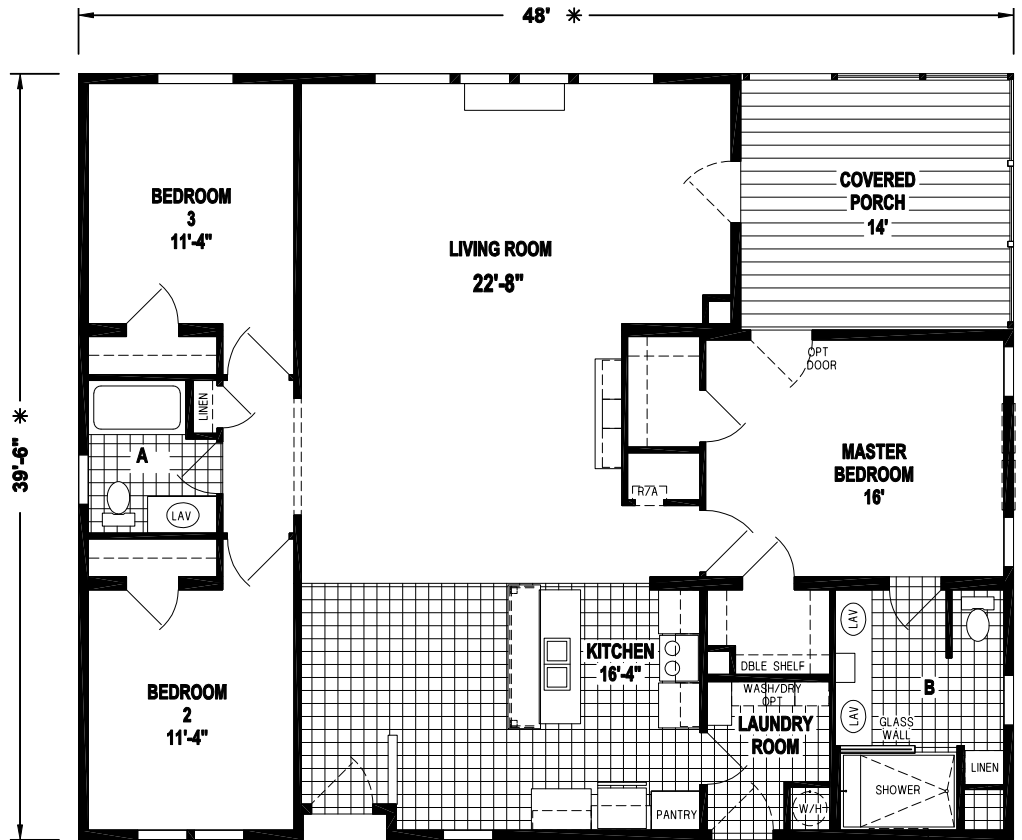 48' *
39'-6" *
BEDROOM
3
11'-4"
LIVING ROOM
22'-8"
COVERED
PORCH
14'
OPT
DOOR
LINEN
A
LAV
R/A
MASTER
BEDROOM
16'
BEDROOM
2
11'-4"
KITCHEN
16'-4"
DBLE SHELF
WASH/DRY
OPT
LAUNDRY
ROOM
LAV
LAV
B
GLASS
WALL
SHOWER
LINEN
PANTRY
W/H